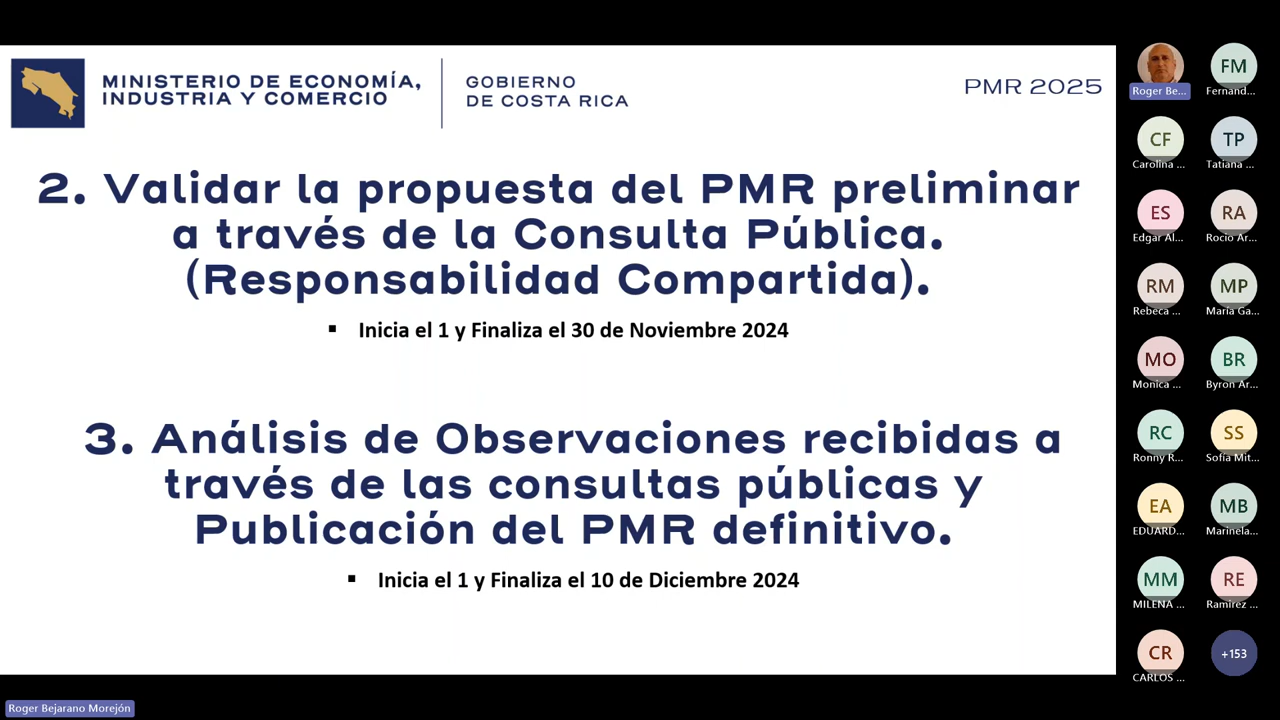 MINISTERIO DE ECONOMÍA,
INDUSTRIA Y COMERCIO
GOBIERNO
DE COSTA RICA
PMR 2025
2. Validar la propuesta del PMR preliminar
a través de la Consulta Pública.
(Responsabilidad Compartida).
▪ Inicia el 1 y Finaliza el 30 de Noviembre 2024
3. Análisis de Observaciones recibidas a
través de las consultas públicas y
Publicación del PMR definitivo.
▪ Inicia el 1 y Finaliza el 10 de Diciembre 2024
Roger Be...
FM
Fernand...
CF
Carolina ...
TP
Tatiana ...
ES
Edgar Al...
RA
Rocío Ar...
RM
Rebeca ...
MP
María Ga...
MO
Monica ...
BR
Byron Ar...
RC
Ronny R...
SS
Sofía Mit...
EA
EDUARD...
MB
Marinela...
MM
MILENA ...
RE
Ramirez ...
CR
CARLOS ...
+153
Roger Bejarano Morejón